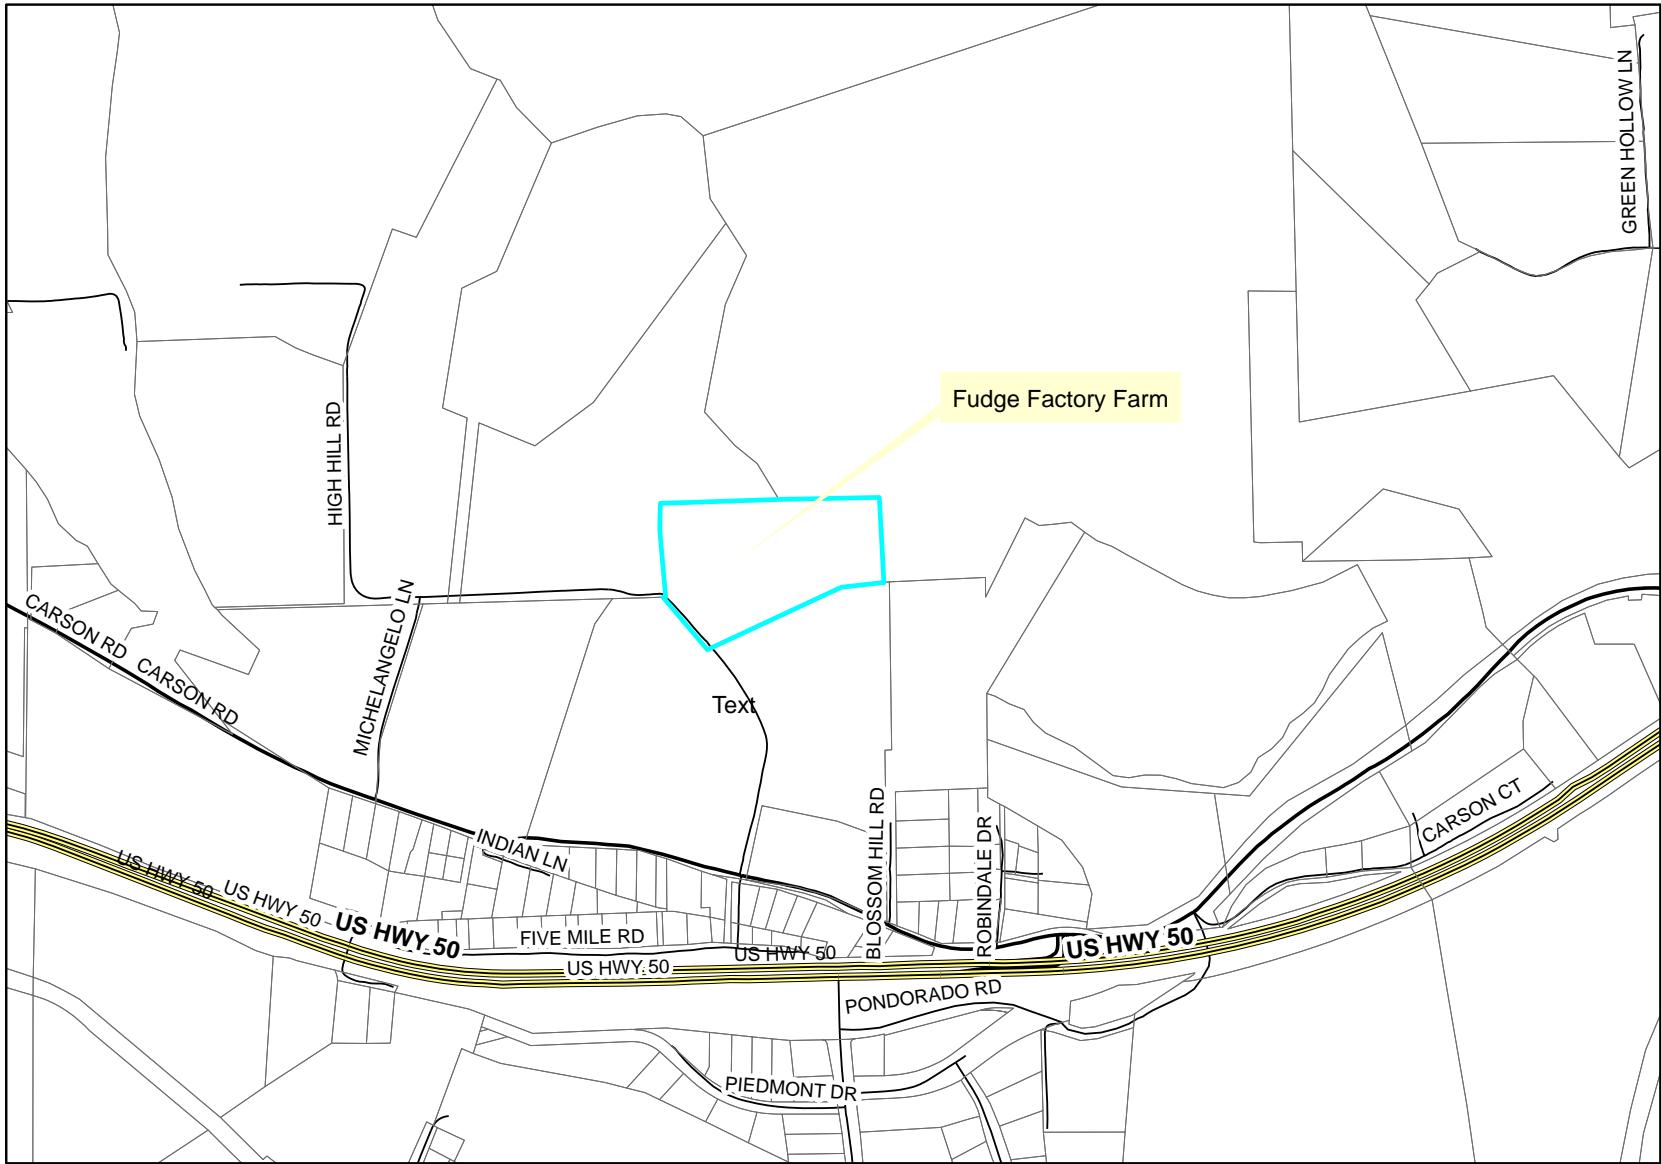 GREEN HOLLOW LN
Fudge Factory Farm
HIGH HILL RD
CARSON RD
CARSON RD
MICHELANGELO LN
Text
INDIAN LN
BLOSSOM HILL RD
ROBINDALE DR
CARSON CT
US HWY 50
US HWY 50
US HWY 50
FIVE MILE RD
US HWY 50
US HWY 50
US HWY 50
PONDORADO RD
PIEDMONT DR